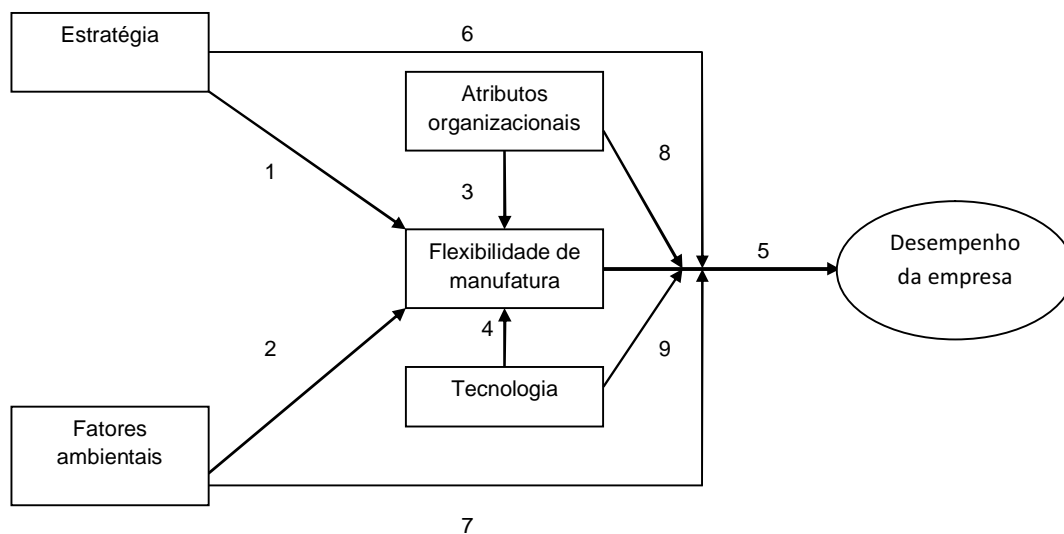 Estratégia
6
Atributos
organizacionais
1
8
3
Flexibilidade de
manufatura
5
Desempenho
da empresa
4
2
9
Tecnologia
Fatores
ambientais
7